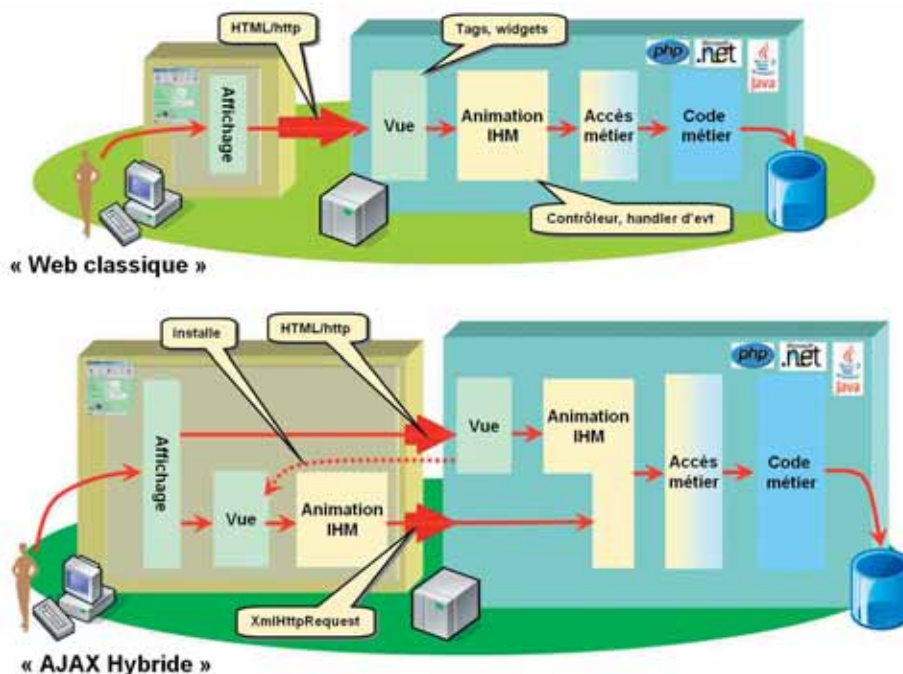 HTML/http
Tags, widgets
php
Microsoft
.net
Java
Affichage
Vue
Animation
IHM
Accès
métier
Code
métier
Contrôleur, handler d'evt
« Web classique »
Installe
HTML/http
php
Microsoft
.net
Java
Affichage
Vue
Animation
IHM
Vue
Animation
IHM
Accès
métier
Code
métier
XmlHttpRequest
« AJAX Hybride »